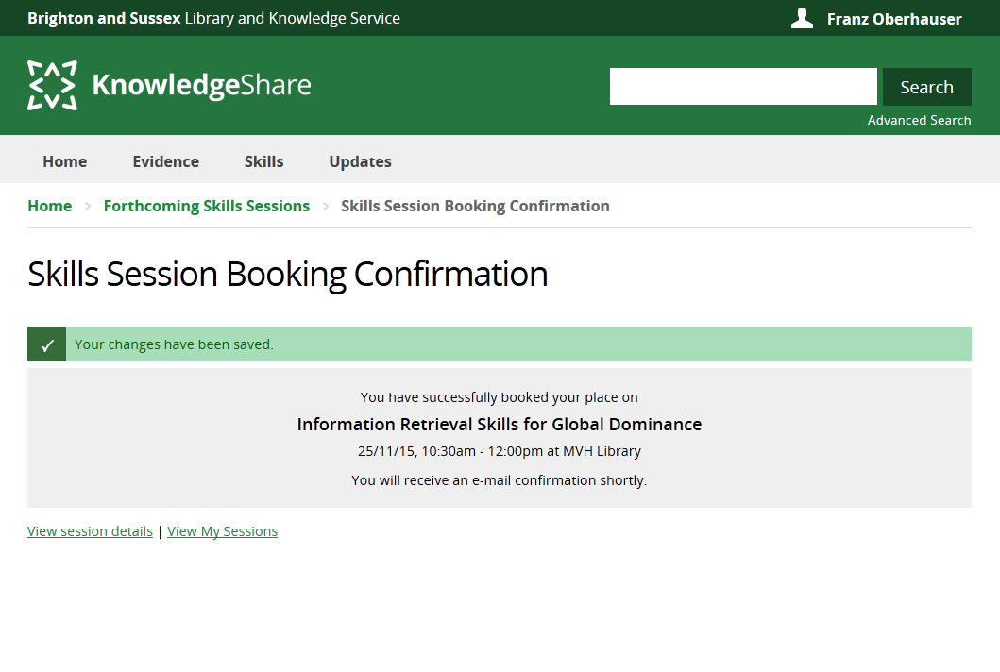 Brighton and Sussex Library and Knowledge Service
Franz Oberhauser
KnowledgeShare
Search
Advanced Search
Home Evidence Skills Updates
Home > Forthcoming Skills Sessions > Skills Session Booking Confirmation
Skills Session Booking Confirmation
✓ Your changes have been saved.
You have successfully booked your place on
Information Retrieval Skills for Global Dominance
25/11/15, 10:30am - 12:00pm at MVH Library
You will receive an e-mail confirmation shortly.
View session details | View My Sessions